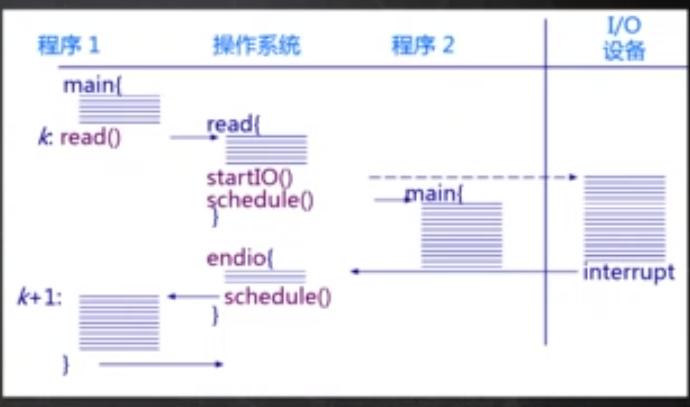 程序 1
操作系统
程序 2
I/O
设备
main{
k: read()
read{
startIO()
schedule()
}
main{
endio{
interrupt
k+1:
schedule()
}
}